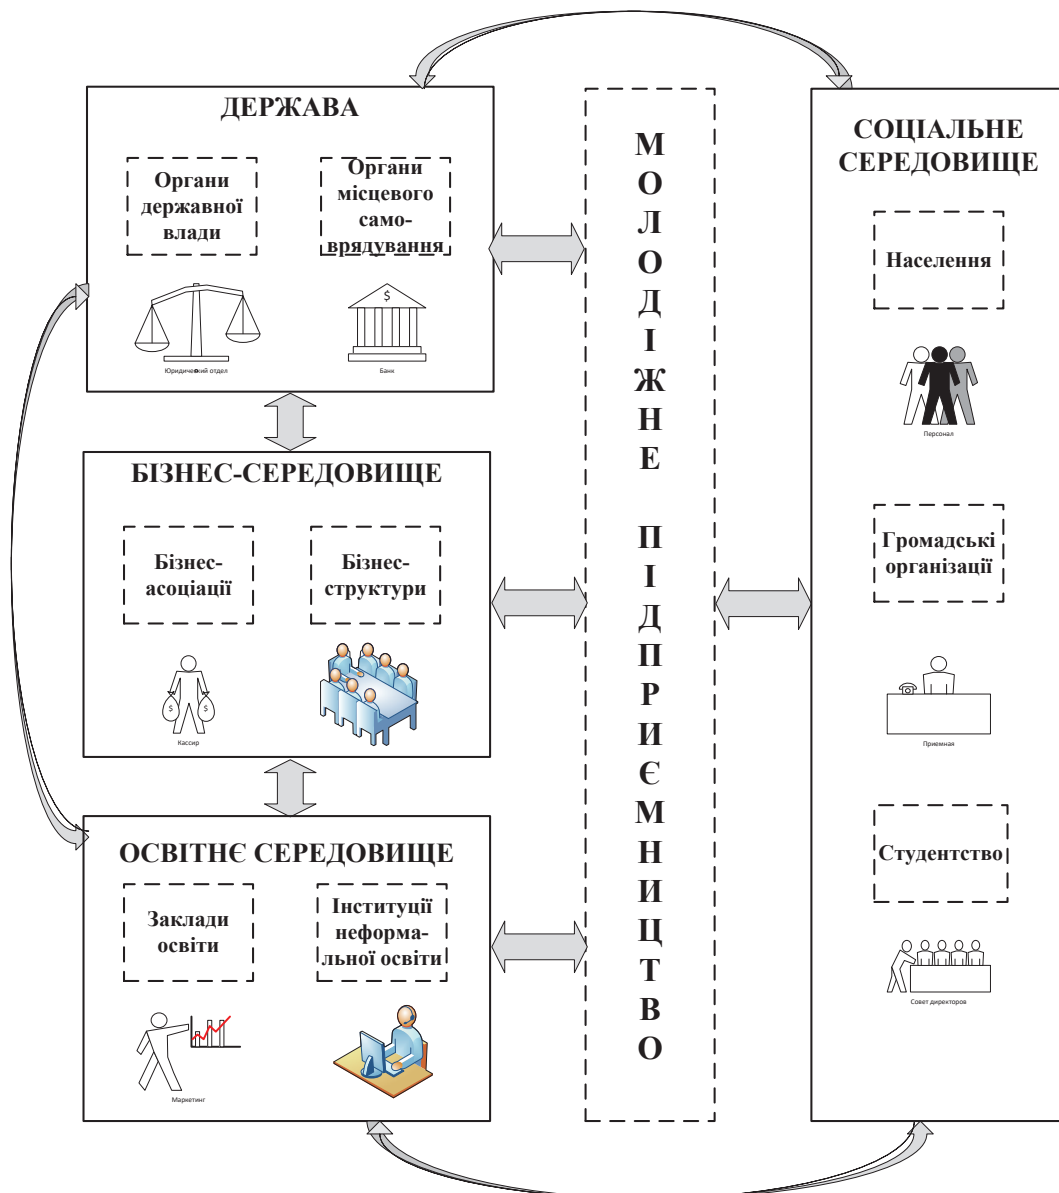 ДЕРЖАВА
Органи
державної
влади
Органи
місцевого
само-
врядування
$
Юридический отдел
Банк
БІЗНЕС-СЕРЕДОВИЩЕ
Бізнес-
асоціації
Бізнес-
структури
$ $
Кассир
ОСВІТНЄ СЕРЕДОВИЩЕ
Заклади
освіти
Інституції
неформа-
льної освіти
Маркетинг
М
О
Л
О
Д
І
Ж
Н
Е
П
І
Д
П
Р
И
Є
М
Н
И
Ц
Т
В
О
СОЦІАЛЬНЕ
СЕРЕДОВИЩЕ
Населення
Персонал
Громадські
організації
Приемная
Студентство
Совет директоров